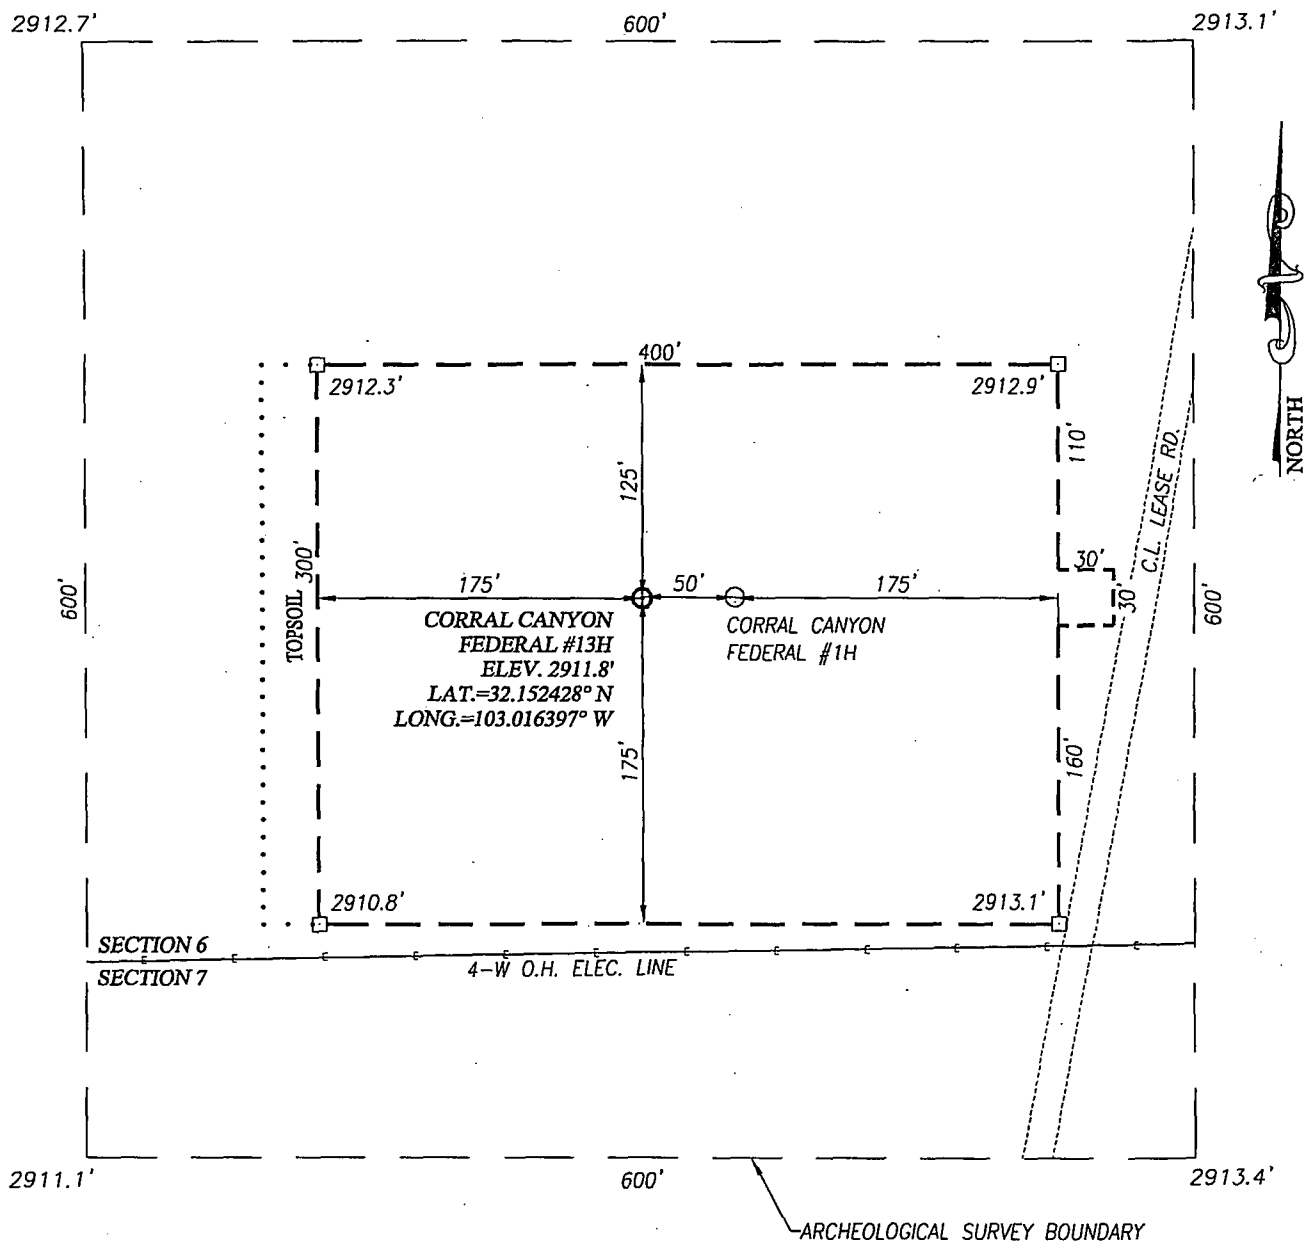 2912.7'
600'
2913.1'
NORTH
400'
2912.3'
2912.9'
125'
110'
C.L. LEASE RD.
600'
TOPSOIL
300'
175'
50'
175'
30'
30'
600'
CORRAL CANYON
FEDERAL #13H
ELEV. 2911.8'
LAT.=32.152428° N
LONG.=103.016397° W
CORRAL CANYON
FEDERAL #1H
175'
160'
2910.8'
2913.1'
SECTION 6
SECTION 7
4-W O.H. ELEC. LINE
2911.1'
600'
2913.4'
ARCHEOLOGICAL SURVEY BOUNDARY